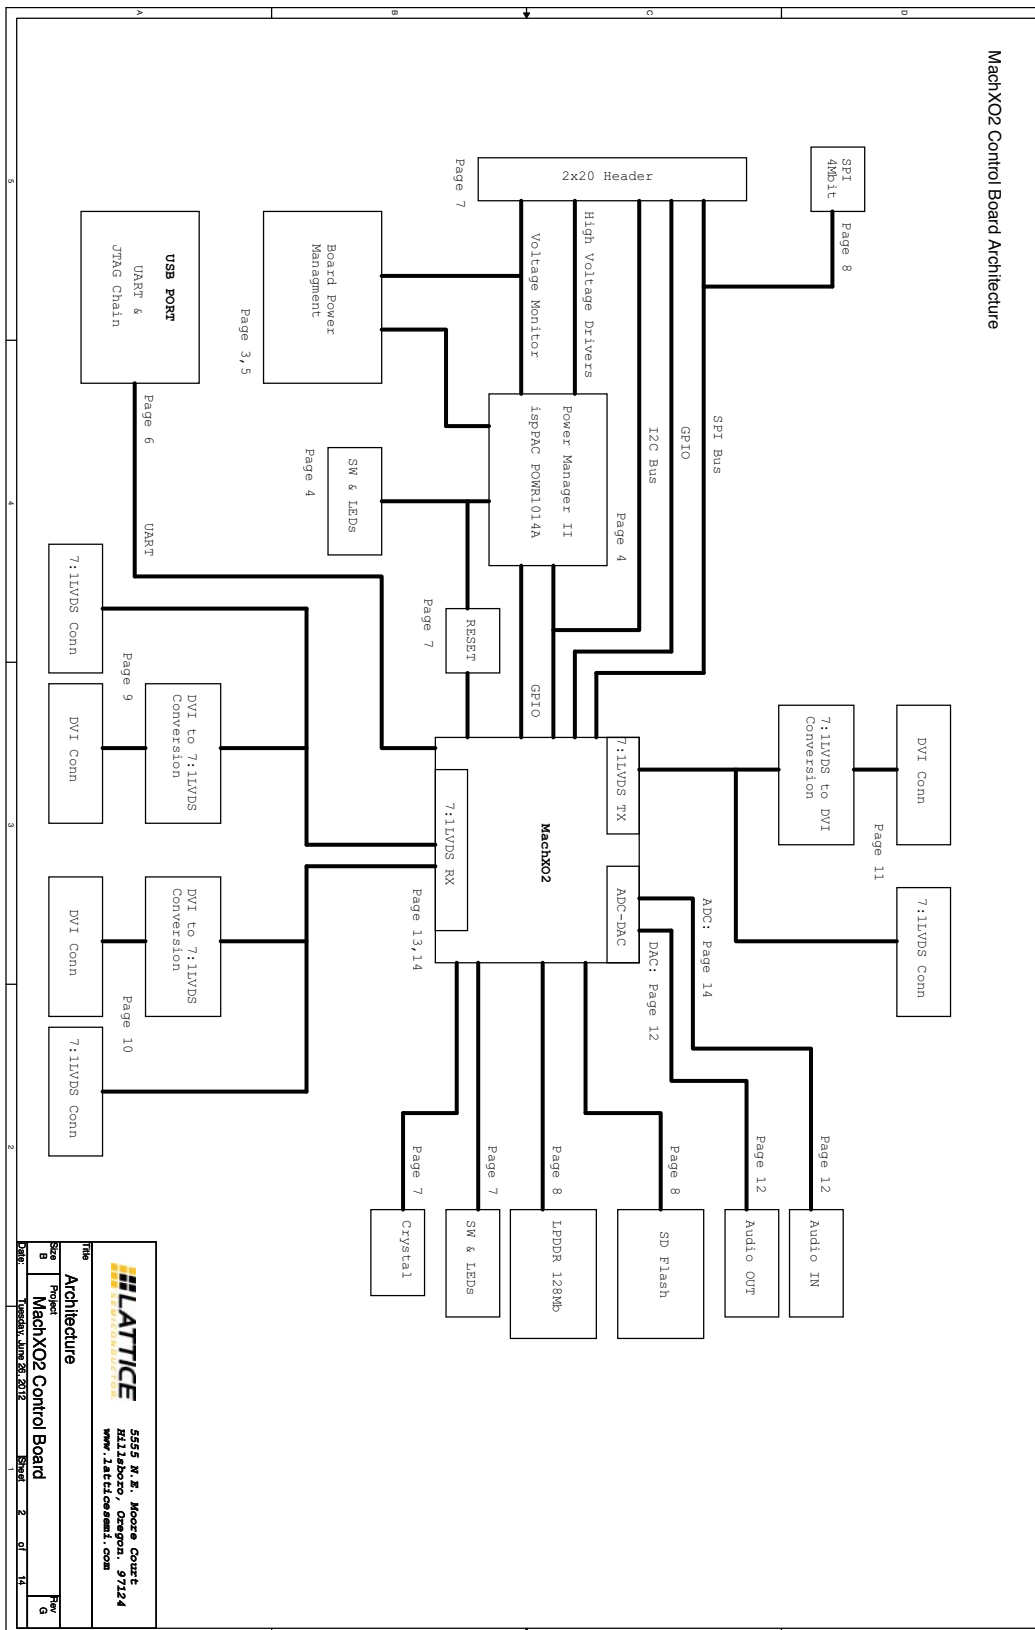 MachXO2 Control Board Architecture
D
C
B
A
5
4
3
2
1
SPI
4Mbit
Page 8
2x20 Header
Page 7
High Voltage Drivers
Voltage Monitor
SPI Bus
GPIO
I2C Bus
Board Power
Managment
Page 3,5
USB PORT
UART &
JTAG Chain
Page 6
UART
Power Manager II
ispPAC POWR1014A
Page 4
SW & LEDs
Page 4
RESET
Page 7
GPIO
DVI Conn
7:1LVDS to DVI
Conversion
Page 11
7:1LVDS Conn
7:1LVDS TX
MachXO2
ADC-DAC
7:1LVDS RX
Page 13,14
ADC: Page 14
DAC: Page 12
7:1LVDS Conn
Page 9
DVI to 7:1LVDS
Conversion
DVI Conn
DVI to 7:1LVDS
Conversion
DVI Conn
Page 10
7:1LVDS Conn
Page 12
Audio IN
Page 12
Audio OUT
Page 8
SD Flash
Page 8
LPDDR 128Mb
Page 7
SW & LEDs
Page 7
Crystal
LATTICE
SEMICONDUCTOR.
5555 N.E. Moore Court
Hillsboro, Oregon. 97124
www.latticesemi.com
Title
Architecture
Size
B
Project
MachXO2 Control Board
Rev
G
Date:
Tuesday, June 26, 2012
Sheet
2
of
14